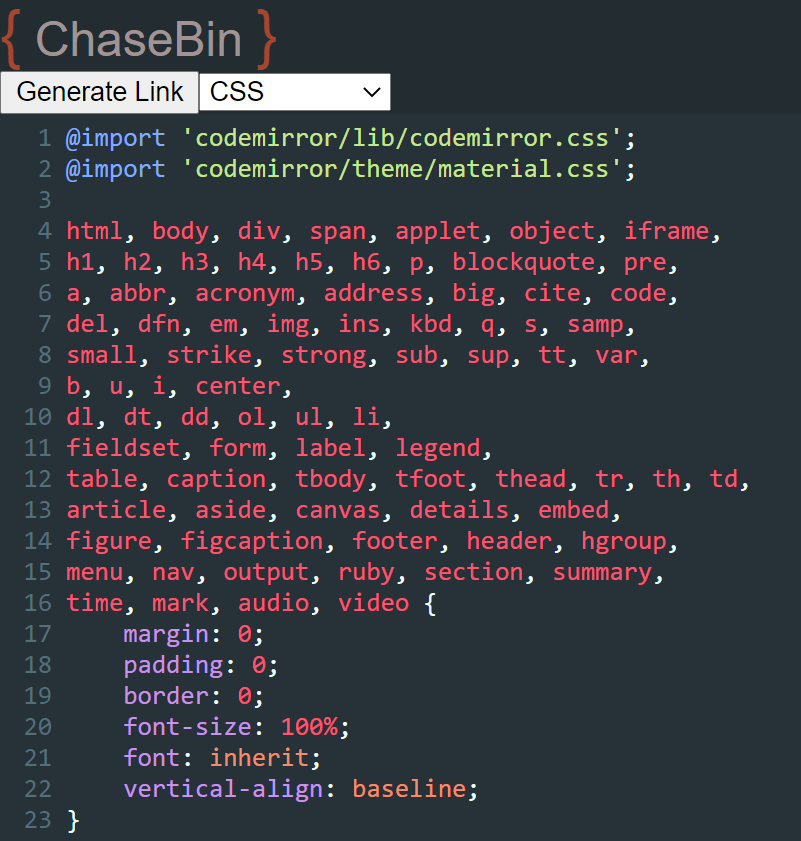 { ChaseBin }
Generate Link CSS
1 @import 'codemirror/lib/codemirror.css';
2 @import 'codemirror/theme/material.css';
3
4 html, body, div, span, applet, object, iframe,
5 h1, h2, h3, h4, h5, h6, p, blockquote, pre,
6 a, abbr, acronym, address, big, cite, code,
7 del, dfn, em, img, ins, kbd, q, s, samp,
8 small, strike, strong, sub, sup, tt, var,
9 b, u, i, center,
10 dl, dt, dd, ol, ul, li,
11 fieldset, form, label, legend,
12 table, caption, tbody, tfoot, thead, tr, th, td,
13 article, aside, canvas, details, embed,
14 figure, figcaption, footer, header, hgroup,
15 menu, nav, output, ruby, section, summary,
16 time, mark, audio, video {
17     margin: 0;
18     padding: 0;
19     border: 0;
20     font-size: 100%;
21     font: inherit;
22     vertical-align: baseline;
23 }